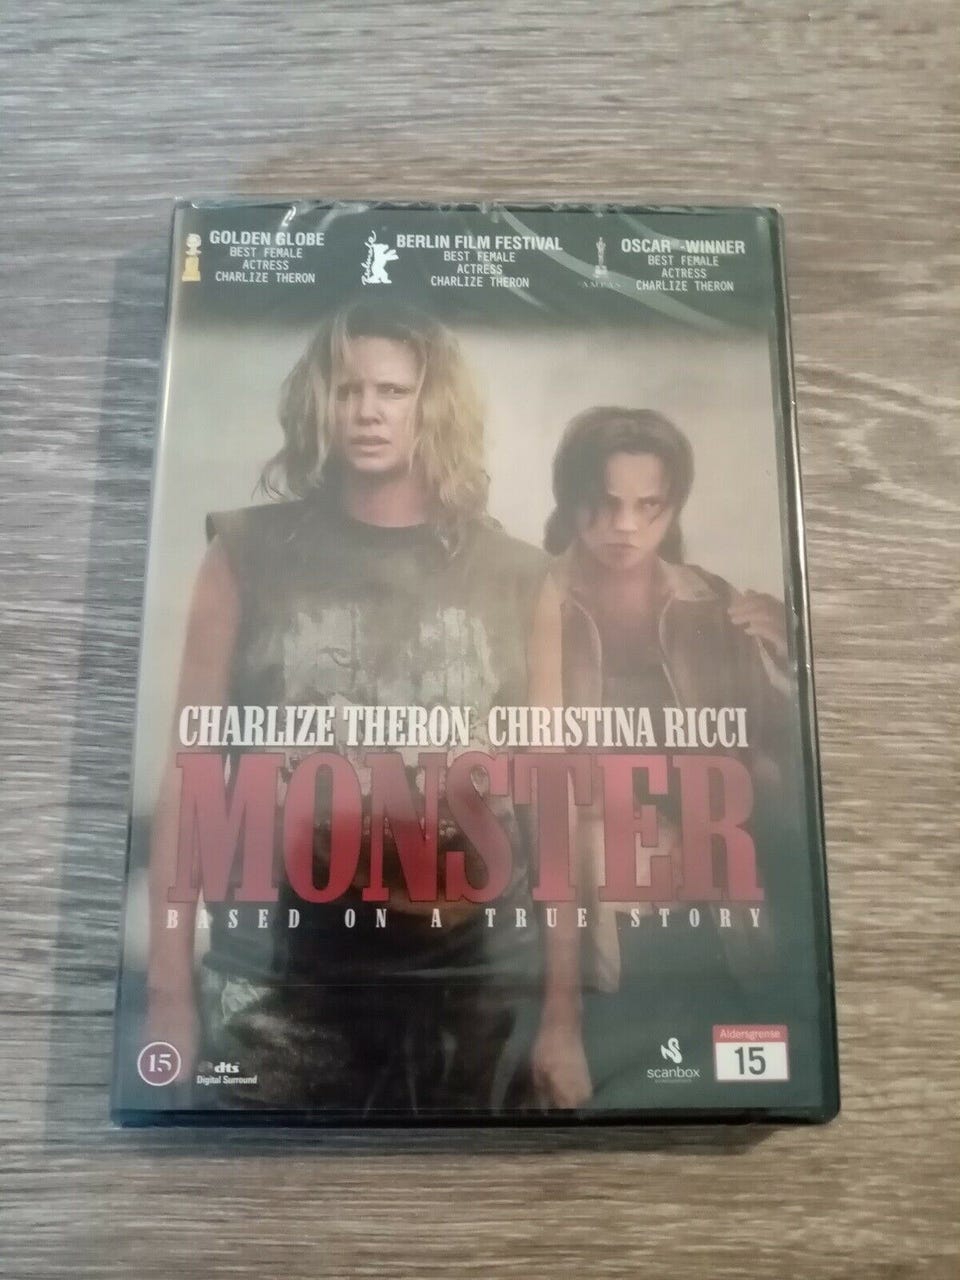 GOLDEN GLOBE
BEST FEMALE
ACTRESS
CHARLIZE THERON
Berlinale
BERLIN FILM FESTIVAL
BEST FEMALE
ACTRESS
CHARLIZE THERON
A.M.P.A.S.
OSCAR -WINNER
BEST FEMALE
ACTRESS
CHARLIZE THERON
CHARLIZE THERON CHRISTINA RICCI
MONSTER
BASED ON A TRUE STORY
15
dts
Digital Surround
scanbox
Aldersgrense
15